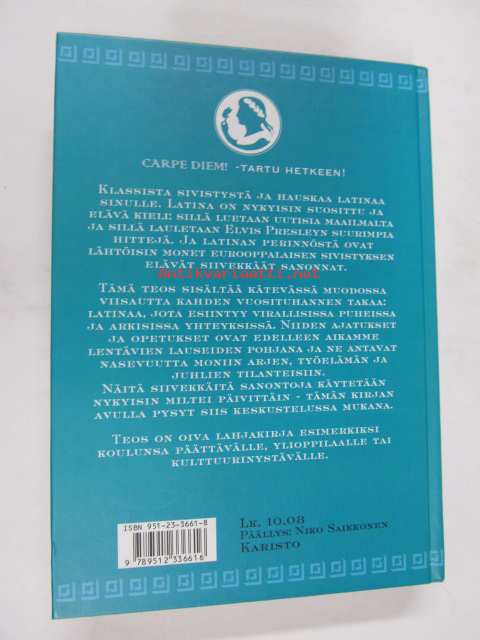 CARPE DIEM! -TARTU HETKEEN!
KLASSISTA SIVISTYSTÄ JA HAUSKAA LATINAA
SINULLE. LATINA ON NYKYISIN SUOSITTU JA
ELÄVÄ KIELI: SILLÄ LUETAAN UUTISIA MAAILMALTA
JA SILLÄ LAULETAAN ELVIS PRESLEYN SUURIMPIA
HITTEJÄ. JA LATINAN PERINNÖSTÄ OVAT
LÄHTÖISIN MONET EUROOPPALAISEN SIVISTYKSEN
ELÄVÄT SIIVEKKÄÄT SANONNAT.
antikvariaatti.net
TÄMÄ TEOS SISÄLTÄÄ KÄTEVÄSSÄ MUODOSSA
VIISAUTTA KAHDEN VUOSITUHANNEN TAKAA:
LATINAA, JOTA ESIINTYY VIRALLISISSA PUHEISSA
JA ARKISISSA YHTEYKSISSÄ. NIIDEN AJATUKSET
JA OPETUKSET OVAT EDELLEEN AIKAMME
LENTÄVIEN LAUSEIDEN POHJANA JA NE ANTAVAT
NASEVUUTTA MONIIN ARJEN, TYÖELÄMÄN JA
JUHLIEN TILANTEISIIN.
NÄITÄ SIIVEKKÄITÄ SANONTOJA KÄYTETÄÄN
NYKYISIN MILTEI PÄIVITTÄIN - TÄMÄN KIRJAN
AVULLA PYSYT SIIS KESKUSTELUSSA MUKANA.
TEOS ON OIVA LAHJAKIRJA ESIMERKIKSI
KOULUNSA PÄÄTTÄVÄLLE, YLIOPPILAALLE TAI
KULTTUURINYSTÄVÄLLE.
ISBN 951-23-3661-8
9 789512 336616
LK. 10.08
PÄÄLLYS: NIKO SAIKKONEN
KARISTO